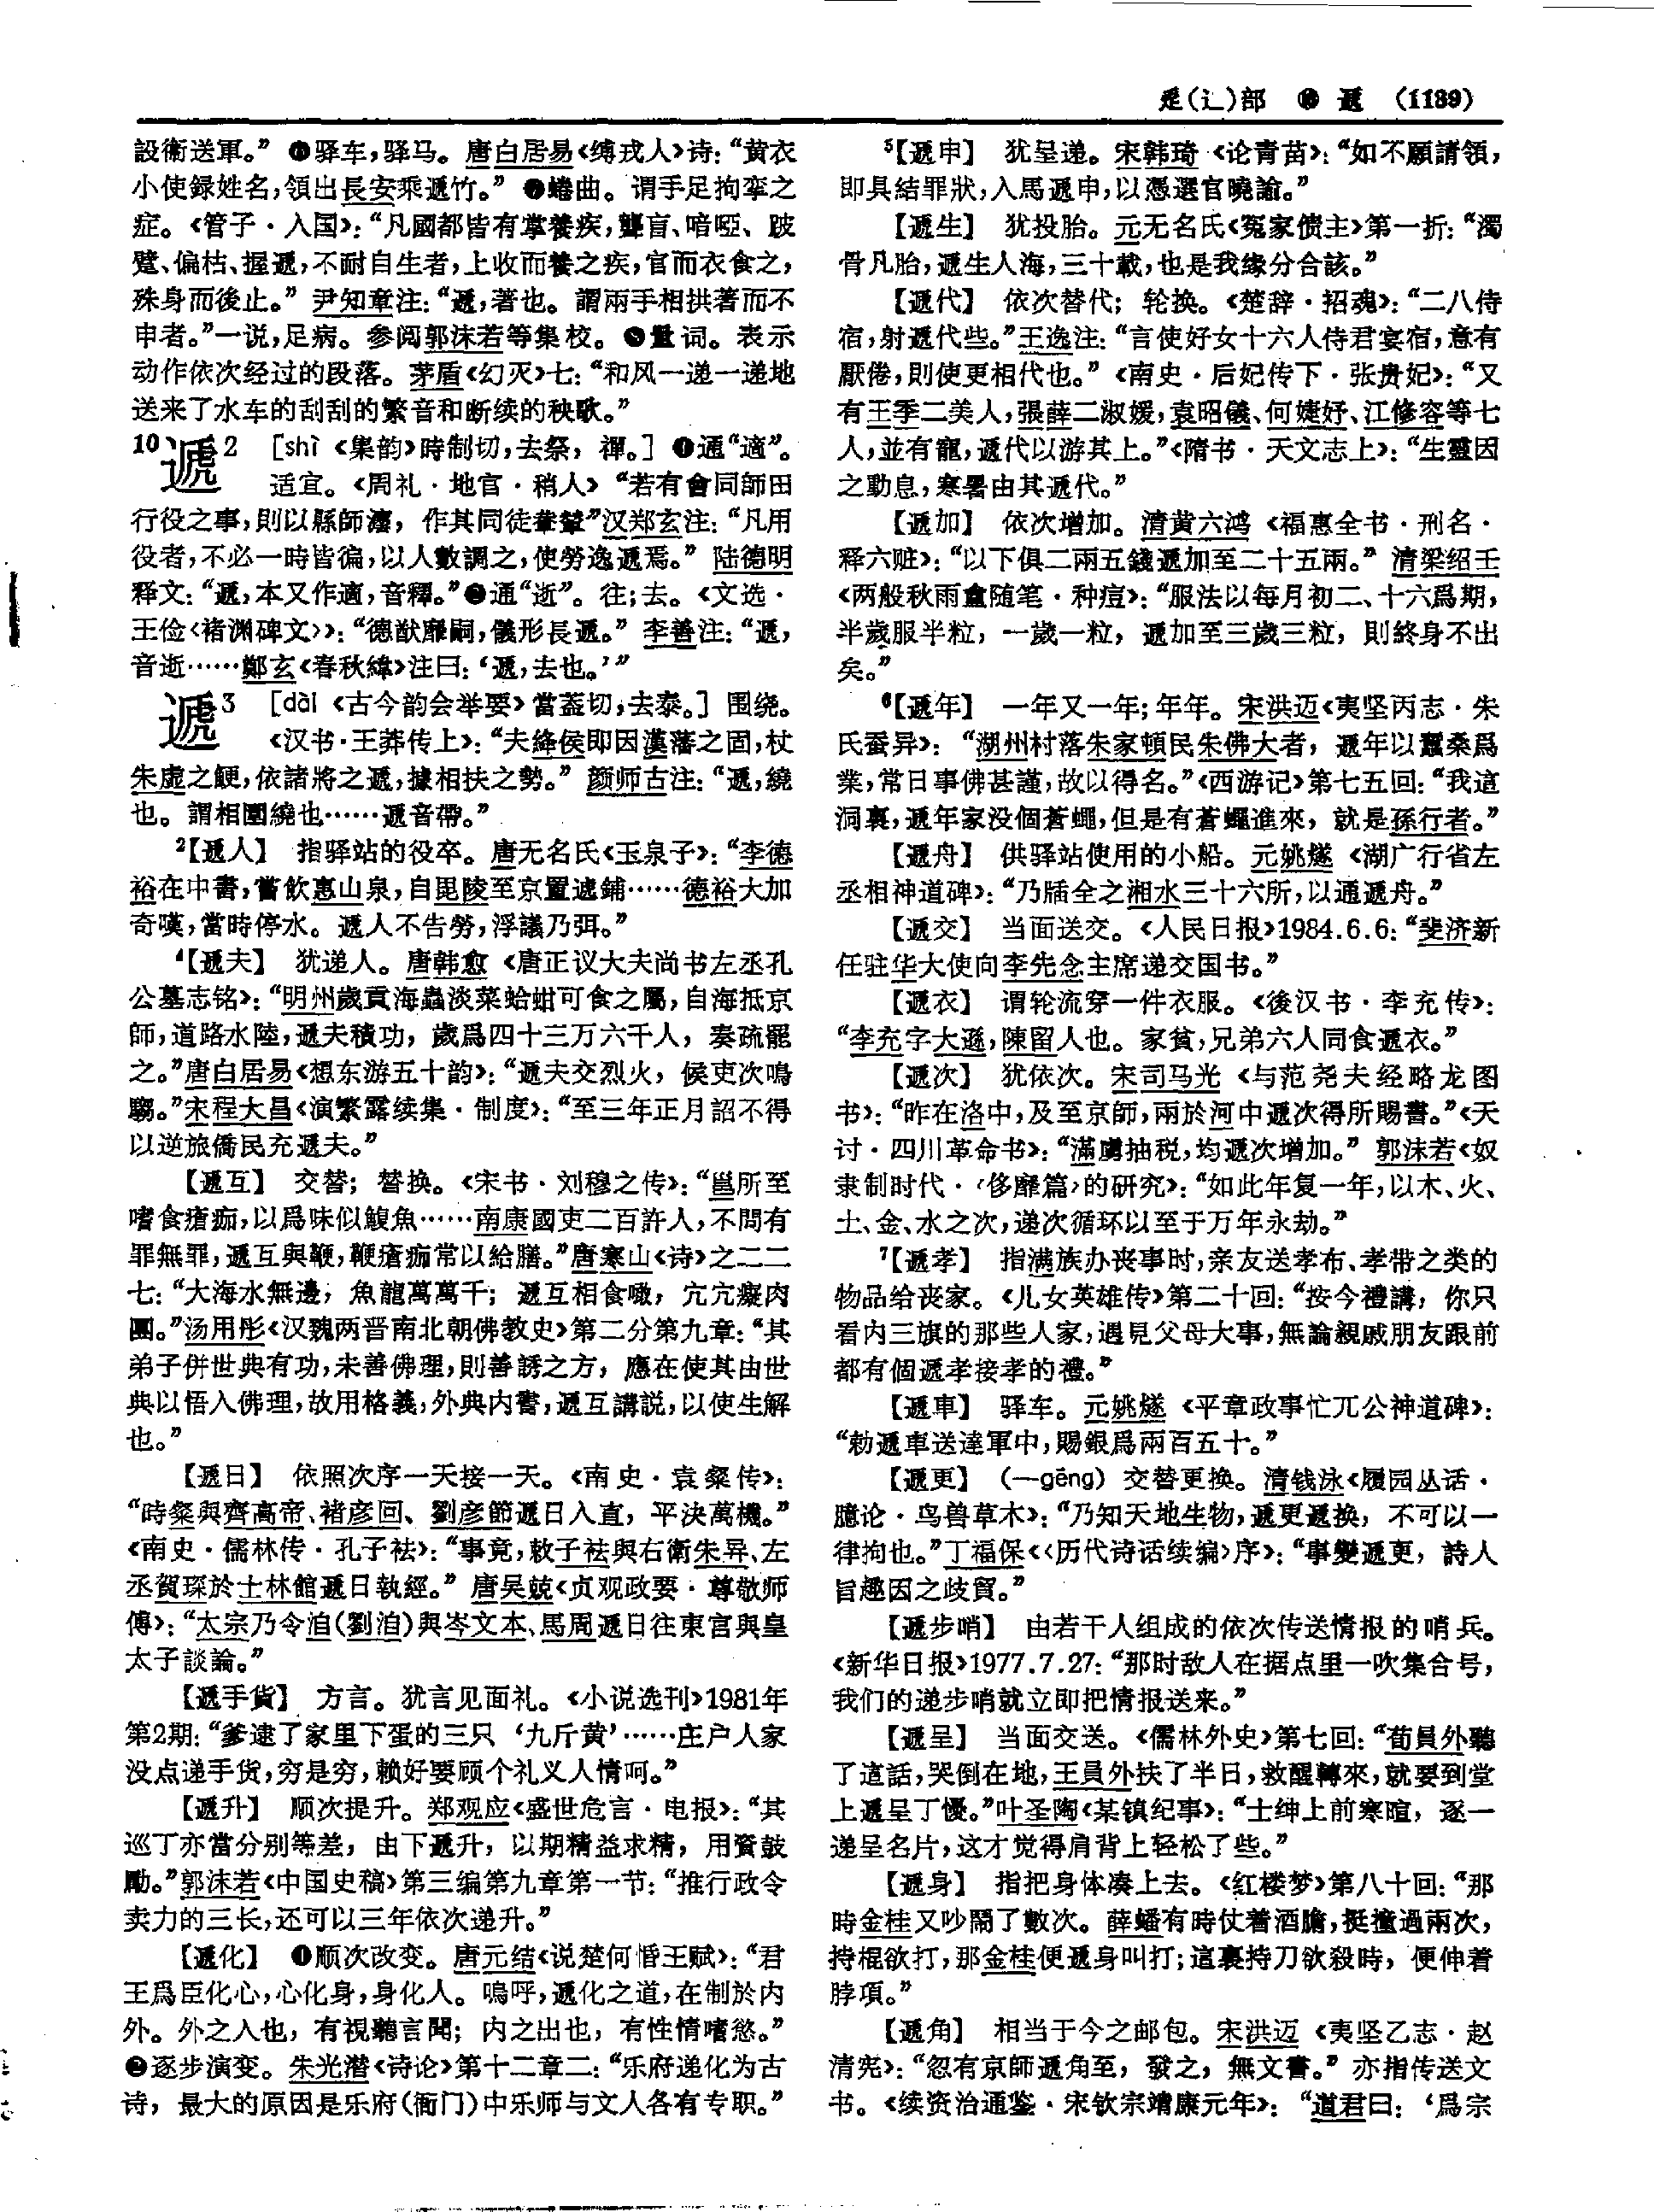 辵(辶)部 ⑩ 遞 (1139)
設衛送軍。” ❻驿车,驿马。唐白居易《缚戎人》诗:“黄衣
小使録姓名,領出長安乘遞行。” ❼蜷曲。谓手足拘挛之
症。《管子·入国》:“凡國都皆有掌養疾,聾盲、喑啞、跛
躄、偏枯、握遞,不耐自生者,上收而養之疾,官而衣食之,
殊身而後止。” 尹知章注:“遞,著也。謂兩手相拱著而不
申者。”一说,足病。参阅郭沫若等集校。❽量词。表示
动作依次经过的段落。茅盾《幻灭》七:“和风一递一递地
送来了水车的刮刮的繁音和断续的秧歌。”
10遞2 [shì 《集韵》時制切,去祭,禪。] ❶通“適”。
适宜。《周礼·地官·稍人》“若有會同師田
行役之事,則以縣師灋,作其同徒輂輦”汉郑玄注:“凡用
役者,不必一時皆徧,以人數調之,使勞逸遞焉。” 陆德明
释文:“遞,本又作適,音釋。”❷通“逝”。往;去。《文选·
王俭〈褚渊碑文〉》:“德猷靡嗣,儀形長遞。” 李善注:“遞,
音逝……鄭玄《春秋緯》注曰:‘遞,去也。’”
遞3 [dài 《古今韵会举要》當蓋切,去泰。] 围绕。
《汉书·王莽传上》:“夫絳侯即因漢藩之固,杖
朱虚之鯁,依諸將之遞,據相扶之勢。” 颜师古注:“遞,繞
也。謂相圍繞也……遞音帶。”
2【遞人】 指驿站的役卒。唐无名氏《玉泉子》:“李德
裕在中書,嘗飲惠山泉,自毘陵至京置遞鋪……德裕大加
奇嘆,當時停水。遞人不告勞,浮議乃弭。”
4【遞夫】 犹递人。唐韩愈《唐正议大夫尚书左丞孔
公墓志铭》:“明州歲貢海蟲淡菜蛤蚶可食之屬,自海抵京
師,道路水陸,遞夫積功,歲爲四十三万六千人,奏疏罷
之。”唐白居易《想东游五十韵》:“遞夫交烈火,候吏次鳴
騶。”宋程大昌《演繁露续集·制度》:“至三年正月詔不得
以逆旅僑民充遞夫。”
【遞互】 交替;替换。《宋书·刘穆之传》:“邕所至
嗜食瘡痂,以爲味似鰒魚……南康國吏二百許人,不問有
罪無罪,遞互與鞭,鞭瘡痂常以給膳。”唐寒山《诗》之二二
七:“大海水無邊,魚龍萬萬千;遞互相食噉,宂宂癡肉
團。”汤用彤《汉魏两晋南北朝佛教史》第二分第九章:“其
弟子併世典有功,未善佛理,則善誘之方,應在使其由世
典以悟入佛理,故用格義,外典内書,遞互講説,以使生解
也。”
【遞日】 依照次序一天接一天。《南史·袁粲传》:
“時粲與齊高帝、褚彦回、劉彦節遞日入直,平決萬機。”
《南史·儒林传·孔子袪》:“事竟,敕子袪與右衛朱异、左
丞賀琛於士林館遞日執經。” 唐吴兢《贞观政要·尊敬师
傅》:“太宗乃令洎(劉洎)與岑文本、馬周遞日往東宫與皇
太子談論。”
【遞手貨】 方言。犹言见面礼。《小说选刊》1981年
第2期:“爹逮了家里下蛋的三只‘九斤黄’……庄户人家
没点递手货,穷是穷,赖好要顾个礼义人情呵。”
【遞升】 顺次提升。郑观应《盛世危言·电报》:“其
巡丁亦當分别等差,由下遞升,以期精益求精,用資鼓
勵。”郭沫若《中国史稿》第三编第九章第一节:“推行政令
卖力的三长,还可以三年依次递升。”
【遞化】 ❶顺次改变。唐元结《说楚何惛王赋》:“君
王爲臣化心,心化身,身化人。嗚呼,遞化之道,在制於内
外。外之入也,有視聽言聞;内之出也,有性情嗜慾。”
❷逐步演变。朱光潜《诗论》第十二章二:“乐府递化为古
诗,最大的原因是乐府(衙门)中乐师与文人各有专职。”
5【遞申】 犹呈递。宋韩琦《论青苗》:“如不願請領,
即具結罪狀,入馬遞申,以憑選官曉諭。”
【遞生】 犹投胎。元无名氏《冤家债主》第一折:“濁
骨凡胎,遞生人海,三十載,也是我緣分合該。”
【遞代】 依次替代;轮换。《楚辞·招魂》:“二八侍
宿,射遞代些。”王逸注:“言使好女十六人侍君宴宿,意有
厭倦,則使更相代也。”《南史·后妃传下·张贵妃》:“又
有王季二美人,張薛二淑媛,袁昭儀、何婕妤、江修容等七
人,並有寵,遞代以游其上。”《隋书·天文志上》:“生靈因
之動息,寒暑由其遞代。”
【遞加】 依次增加。清黄六鸿《福惠全书·刑名·
释六赃》:“以下俱二兩五錢遞加至二十五兩。” 清梁绍壬
《两般秋雨盦随笔·种痘》:“服法以每月初二、十六爲期,
半歲服半粒,一歲一粒,遞加至三歲三粒,則終身不出
矣。”
6【遞年】 一年又一年;年年。宋洪迈《夷坚丙志·朱
氏蚕异》:“湖州村落朱家頓民朱佛大者,遞年以蠶桑爲
業,常日事佛甚謹,故以得名。”《西游记》第七五回:“我這
洞裏,遞年家没個蒼蠅,但是有蒼蠅進來,就是孫行者。”
【遞舟】 供驿站使用的小船。元姚燧《湖广行省左
丞相神道碑》:“乃牐全之湘水三十六所,以通遞舟。”
【遞交】 当面送交。《人民日报》1984.6.6:“斐济新
任驻华大使向李先念主席递交国书。”
【遞衣】 谓轮流穿一件衣服。《後汉书·李充传》:
“李充字大遜,陳留人也。家貧,兄弟六人同食遞衣。”
【遞次】 犹依次。宋司马光《与范尧夫经略龙图
书》:“昨在洛中,及至京師,兩於河中遞次得所賜書。”《天
讨·四川革命书》:“滿虜抽税,均遞次增加。” 郭沫若《奴
隶制时代·〈侈靡篇〉的研究》:“如此年复一年,以木、火、
土、金、水之次,递次循环以至于万年永劫。”
7【遞孝】 指满族办丧事时,亲友送孝布、孝带之类的
物品给丧家。《儿女英雄传》第二十回:“按今禮講,你只
看内三旗的那些人家,遇見父母大事,無論親戚朋友跟前
都有個遞孝接孝的禮。”
【遞車】 驿车。元姚燧《平章政事忙兀公神道碑》:
“勑遞車送達軍中,賜銀爲兩百五十。”
【遞更】 (—gēng) 交替更换。清钱泳《履园丛话·
臆论·鸟兽草木》:“乃知天地生物,遞更遞换,不可以一
律拘也。”丁福保《〈历代诗话续编〉序》:“事變遞更,詩人
旨趣因之歧貿。”
【遞步哨】 由若干人组成的依次传送情报的哨兵。
《新华日报》1977.7.27:“那时敌人在据点里一吹集合号,
我们的递步哨就立即把情报送来。”
【遞呈】 当面交送。《儒林外史》第七回:“荀員外聽
了這話,哭倒在地,王員外扶了半日,救醒轉來,就要到堂
上遞呈丁憂。”叶圣陶《某镇纪事》:“士绅上前寒暄,逐一
递呈名片,这才觉得肩背上轻松了些。”
【遞身】 指把身体凑上去。《红楼梦》第八十回:“那
時金桂又吵鬧了數次。薛蟠有時仗着酒膽,挺撞過兩次,
持棍欲打,那金桂便遞身叫打;這裏持刀欲殺時,便伸着
脖項。”
【遞角】 相当于今之邮包。宋洪迈《夷坚乙志·赵
清宪》:“忽有京師遞角至,發之,無文書。” 亦指传送文
书。《续资治通鉴·宋钦宗靖康元年》:“道君曰:‘爲宗